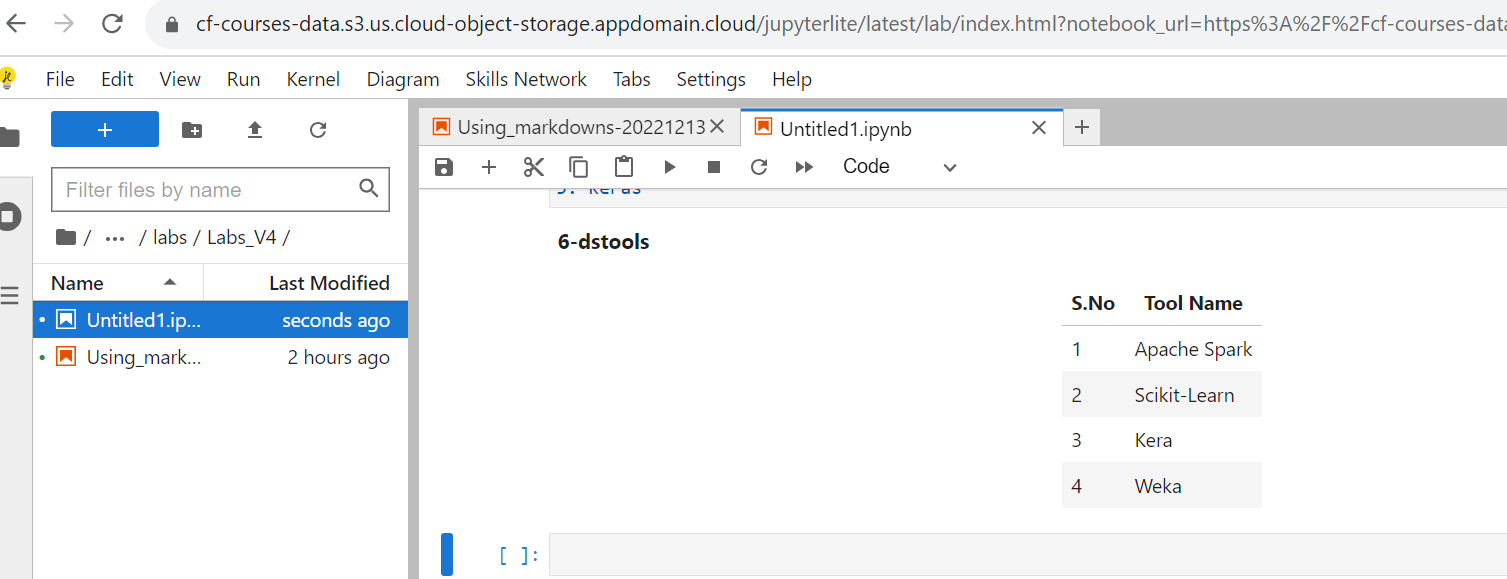 cf-courses-data.s3.us.cloud-object-storage.appdomain.cloud/jupyterlite/latest/lab/index.html?notebook_url=https%3A%2F%2Fcf-courses-data
File Edit View Run Kernel Diagram Skills Network Tabs Settings Help
Using_markdowns-20221213 Untitled1.ipynb
Code
Filter files by name
/ ... / labs / Labs_V4 /
Name Last Modified
Untitled1.ip... seconds ago
Using_mark... 2 hours ago
3. Keras
6-dstools
S.No Tool Name
1 Apache Spark
2 Scikit-Learn
3 Kera
4 Weka
[ ]: